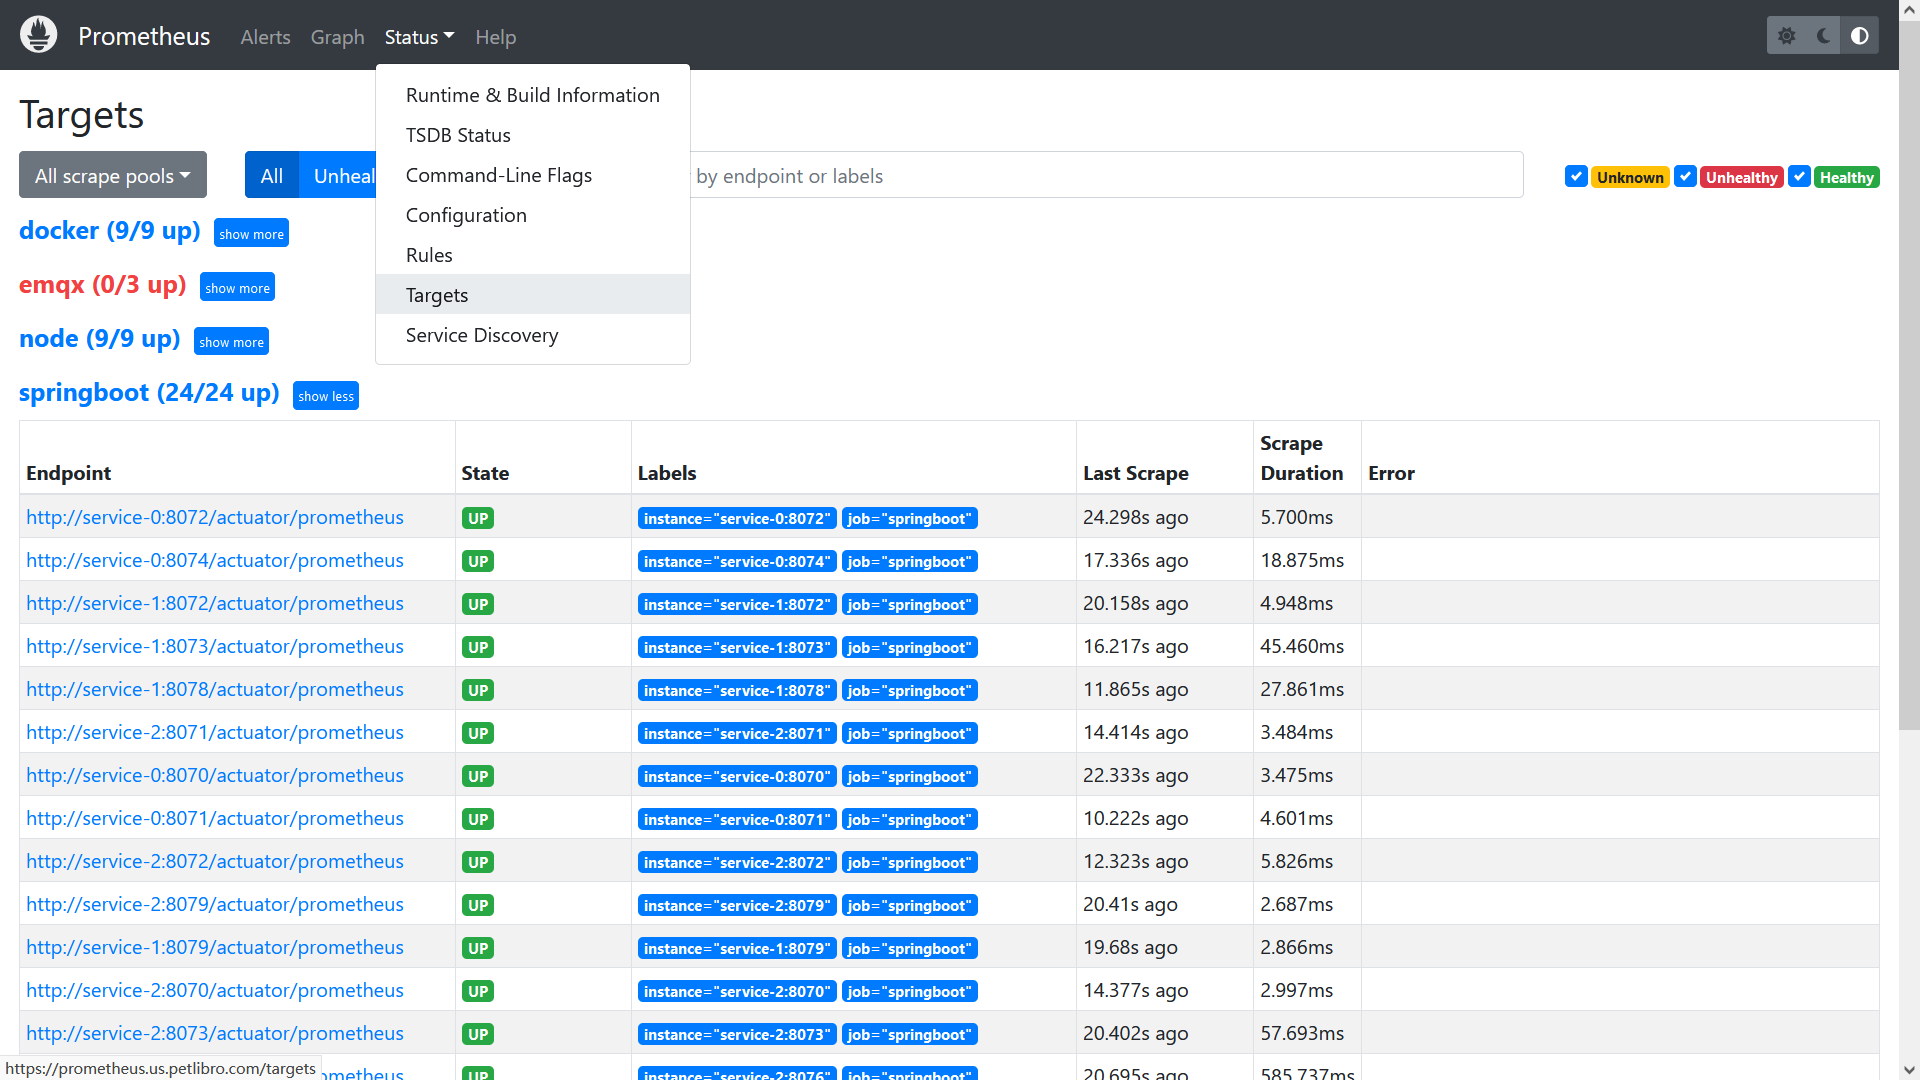 Prometheus Alerts Graph Status Help
Runtime & Build Information
TSDB Status
Command-Line Flags
Configuration
Rules
Targets
Service Discovery
Targets
All scrape pools All Unheal by endpoint or labels Unknown Unhealthy Healthy
docker (9/9 up) show more
emqx (0/3 up) show more
node (9/9 up) show more
springboot (24/24 up) show less
Endpoint State Labels Last Scrape Scrape Duration Error
http://service-0:8072/actuator/prometheus UP instance="service-0:8072" job="springboot" 24.298s ago 5.700ms
http://service-0:8074/actuator/prometheus UP instance="service-0:8074" job="springboot" 17.336s ago 18.875ms
http://service-1:8072/actuator/prometheus UP instance="service-1:8072" job="springboot" 20.158s ago 4.948ms
http://service-1:8073/actuator/prometheus UP instance="service-1:8073" job="springboot" 16.217s ago 45.460ms
http://service-1:8078/actuator/prometheus UP instance="service-1:8078" job="springboot" 11.865s ago 27.861ms
http://service-2:8071/actuator/prometheus UP instance="service-2:8071" job="springboot" 14.414s ago 3.484ms
http://service-0:8070/actuator/prometheus UP instance="service-0:8070" job="springboot" 22.333s ago 3.475ms
http://service-0:8071/actuator/prometheus UP instance="service-0:8071" job="springboot" 10.222s ago 4.601ms
http://service-2:8072/actuator/prometheus UP instance="service-2:8072" job="springboot" 12.323s ago 5.826ms
http://service-2:8079/actuator/prometheus UP instance="service-2:8079" job="springboot" 20.41s ago 2.687ms
http://service-1:8079/actuator/prometheus UP instance="service-1:8079" job="springboot" 19.68s ago 2.866ms
http://service-2:8070/actuator/prometheus UP instance="service-2:8070" job="springboot" 14.377s ago 2.997ms
http://service-2:8073/actuator/prometheus UP instance="service-2:8073" job="springboot" 20.402s ago 57.693ms
ometheus UP instance="service-2:8076" job="springboot" 20.695s ago 585.737ms
https://prometheus.us.petlibro.com/targets